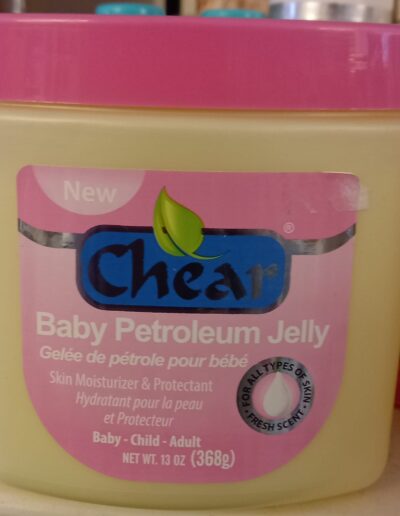 New
Chear®
Baby Petroleum Jelly
Gelée de pétrole pour bébé
Skin Moisturizer & Protectant
Hydratant pour la peau
et Protecteur
FOR ALL TYPES OF SKIN
• FRESH SCENT •
Baby - Child - Adult
NET WT. 13 OZ (368g)